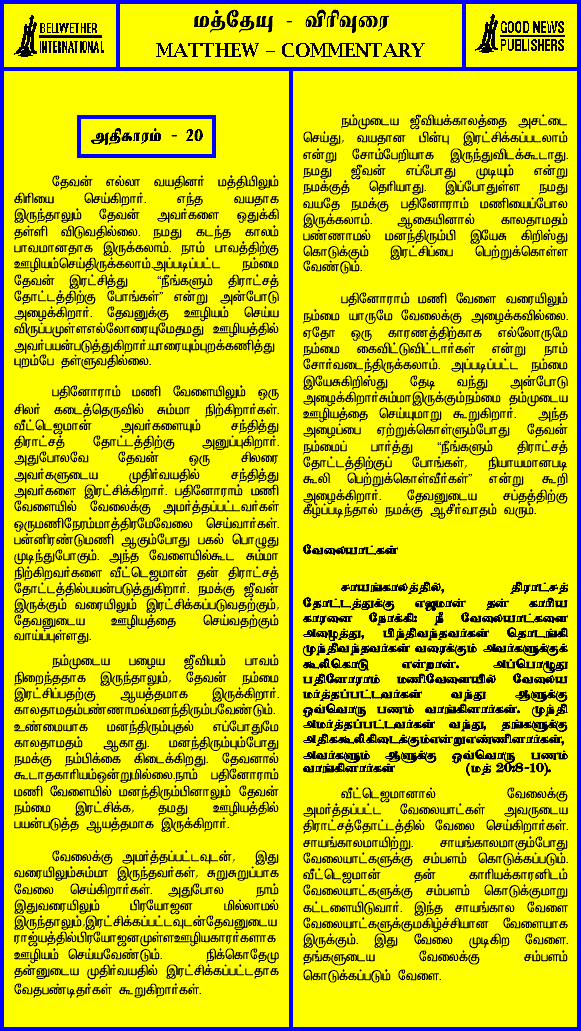 BELIWETHER
INTERNATIONAL
மத்தேயு - விரிவுரை
MATTHEW – COMMENTARY
GOOD NEWS
PUBLISHERS
அதிகாரம் - 20
தேவன் எல்லா வயதினர் மத்தியிலும்
கிரியை செய்கிறார். எந்த வயதாக
இருந்தாலும் தேவன் அவர்களை ஒதுக்கி
தள்ளி விடுவதில்லை. நமது கடந்த காலம்
பாவமானதாக இருக்கலாம். நாம் பாவத்திற்கு
ஊழியம்செய்திருக்கலாம்.அப்படிப்பட்ட நம்மை
தேவன் இரட்சித்து “நீங்களும் திராட்சத்
தோட்டத்திற்கு போங்கள்” என்று அன்போடு
அழைக்கிறார். தேவனுக்கு ஊழியம் செய்ய
விருப்பமுள்ளஎல்லோரையுமேதமது ஊழியத்தில்
அவர்பயன்படுத்துகிறார்.யாரையும்புறக்கணித்து
புறம்பே தள்ளுவதில்லை.
பதினோராம் மணி வேளையிலும் ஒரு
சிலர் கடைத்தெருவில் சும்மா நிற்கிறார்கள்.
வீட்டெஜமான் அவர்களையும் சந்தித்து
திராட்சத் தோட்டத்திற்கு அனுப்புகிறார்.
அதுபோலவே தேவன் ஒரு சிலரை
அவர்களுடைய முதிர்வயதில் சந்தித்து
அவர்களை இரட்சிக்கிறார். பதினோராம் மணி
வேளையில் வேலைக்கு அமர்த்தப்பட்டவர்கள்
ஒருமணிநேரம்மாத்திரமேவேலை செய்வார்கள்.
பன்னிரண்டுமணி ஆகும்போது பகல் பொழுது
முடிந்துபோகும். அந்த வேளையில்கூட சும்மா
நிற்கிறவர்களை வீட்டெஜமான் தன் திராட்சத்
தோட்டத்தில்பயன்படுத்துகிறார். நமக்கு ஜீவன்
இருக்கும் வரையிலும் இரட்சிக்கப்படுவதற்கும்,
தேவனுடைய ஊழியத்தை செய்வதற்கும்
வாய்ப்புள்ளது.
நம்முடைய பழைய ஜீவியம் பாவம்
நிறைந்ததாக இருந்தாலும், தேவன் நம்மை
இரட்சிப்பதற்கு ஆயத்தமாக இருக்கிறார்.
காலதாமதம்பண்ணாமல்மனந்திரும்பவேண்டும்.
உண்மையாக மனந்திரும்புதல் எப்போதுமே
காலதாமதம் ஆகாது. மனந்திரும்பும்போது
நமக்கு நம்பிக்கை கிடைக்கிறது. தேவனால்
கூடாதகாரியம்ஒன்றுமில்லை.நாம் பதினோராம்
மணி வேளையில் மனந்திரும்பினாலும் தேவன்
நம்மை இரட்சிக்க, தமது ஊழியத்தில்
பயன்படுத்த ஆயத்தமாக இருக்கிறார்.
வேலைக்கு அமர்த்தப்பட்டவுடன், இது
வரையிலும்சும்மா இருந்தவர்கள், சுறுசுறுப்பாக
வேலை செய்கிறார்கள். அதுபோல நாம்
இதுவரையிலும் பிரயோஜன மில்லாமல்
இருந்தாலும்,இரட்சிக்கப்பட்டவுடன்தேவனுடைய
ராஜ்யத்தில்பிரயோஜனமுள்ளஊழியகாரர்களாக
ஊழியம் செய்யவேண்டும். நிக்கொதேமு
தன்னுடைய முதிர்வயதில் இரட்சிக்கப்பட்டதாக
வேதபண்டிதர்கள் கூறுகிறார்கள்.
நம்முடைய ஜீவியக்காலத்தை அசட்டை
செய்து, வயதான பின்பு இரட்சிக்கப்படலாம்
என்று சோம்பேறியாக இருந்துவிடக்கூடாது.
நமது ஜீவன் எப்போது முடியும் என்று
நமக்குத் தெரியாது. இப்போதுள்ள நமது
வயதே நமக்கு பதினோராம் மணியைப்போல
இருக்கலாம். ஆகையினால் காலதாமதம்
பண்ணாமல் மனந்திரும்பி இயேசு கிறிஸ்து
கொடுக்கும் இரட்சிப்பை பெற்றுக்கொள்ள
வேண்டும்.
பதினோராம் மணி வேளை வரையிலும்
நம்மை யாருமே வேலைக்கு அழைக்கவில்லை.
ஏதோ ஒரு காரணத்திற்காக எல்லோருமே
நம்மை கைவிட்டுவிட்டார்கள் என்று நாம்
சோர்வடைந்திருக்கலாம். அப்படிப்பட்ட நம்மை
இயேசுகிறிஸ்து தேடி வந்து அன்போடு
அழைக்கிறார்சும்மாஇருக்கும்நம்மை தம்முடைய
ஊழியத்தை செய்யுமாறு கூறுகிறார். அந்த
அழைப்பை ஏற்றுக்கொள்ளும்போது தேவன்
நம்மைப் பார்த்து “நீங்களும் திராட்சத்
தோட்டத்திற்குப் போங்கள், நியாயமானபடி
கூலி பெற்றுக்கொள்வீர்கள்” என்று கூறி
அழைக்கிறார். தேவனுடைய சப்தத்திற்கு
கீழ்ப்படிந்தால் நமக்கு ஆசீர்வாதம் வரும்.
வேலையாட்கள்
சாயங்காலத்தில், திராட்சத்
தோட்டத்துக்கு எஜமான் தன் காரிய
காரனை நோக்கி: நீ வேலையாட்களை
அழைத்து, பிந்திவந்தவர்கள் தொடங்கி
முந்திவந்தவர்கள் வரைக்கும் அவர்களுக்குக்
கூலிகொடு என்றான். அப்பொழுது
பதினோராம் மணிவேளையில் வேலைய
மர்த்தப்பட்டவர்கள் வந்து ஆளுக்கு
ஒவ்வொரு பணம் வாங்கினார்கள். முந்தி
அமர்த்தப்பட்டவர்கள் வந்து, தங்களுக்கு
அதிககூலிகிடைக்கும்என்றுஎண்ணினார்கள்,
அவர்களும் ஆளுக்கு ஒவ்வொரு பணம்
வாங்கினார்கள் (மத் 20:8-10).
வீட்டெஜமானால் வேலைக்கு
அமர்த்தப்பட்ட வேலையாட்கள் அவருடைய
திராட்சத்தோட்டத்தில் வேலை செய்கிறார்கள்.
சாயங்காலமாயிற்று. சாயங்காலமாகும்போது
வேலையாட்களுக்கு சம்பளம் கொடுக்கப்படும்.
வீட்டெஜமான் தன் காரியக்காரனிடம்
வேலையாட்களுக்கு சம்பளம் கொடுக்குமாறு
கட்டளையிடுவார். இந்த சாயங்கால வேளை
வேலையாட்களுக்குமகிழ்ச்சியான வேளையாக
இருக்கும். இது வேலை முடிகிற வேளை.
தங்களுடைய வேலைக்கு சம்பளம்
கொடுக்கப்படும் வேளை.